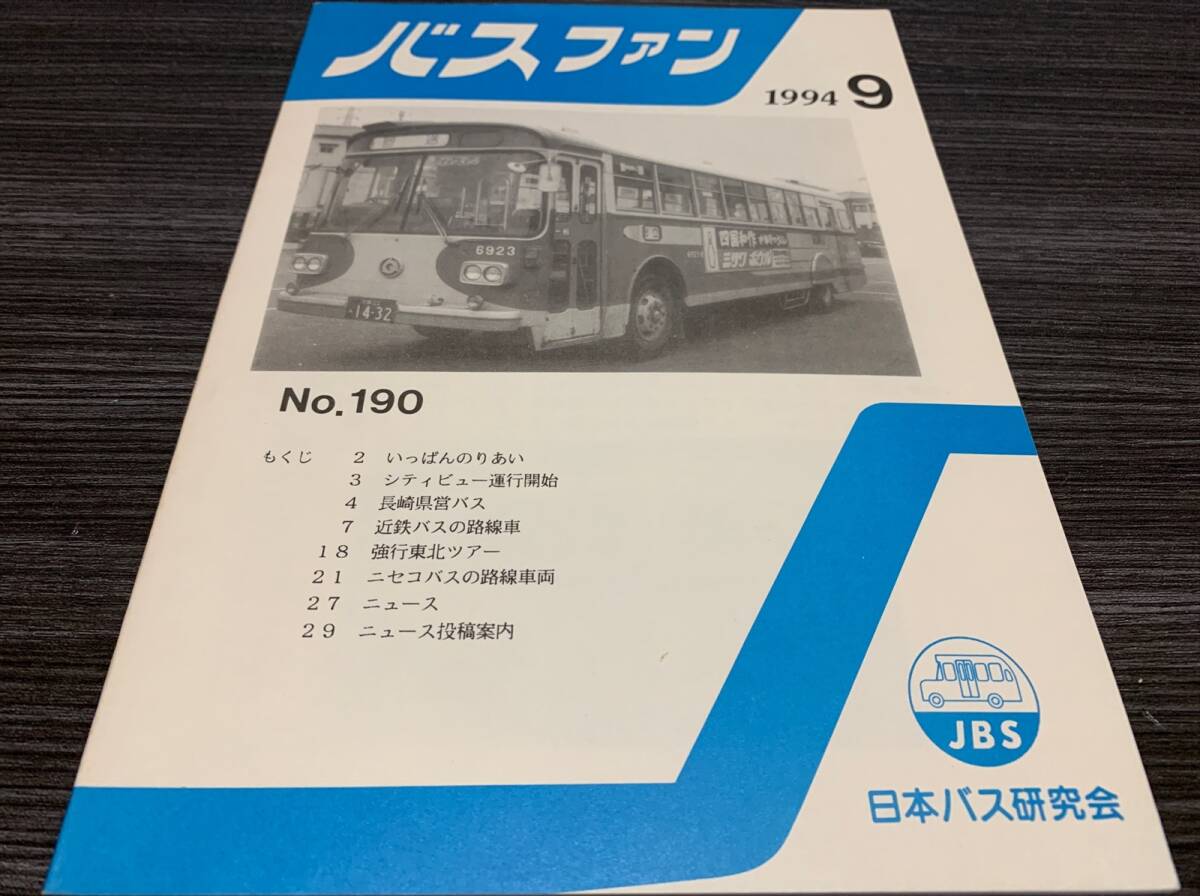 バスファン
1994 9
6923
・14-32
No.190
もくじ 2 いっぱんのりあい
3 シティビュー運行開始
4 長崎県営バス
7 近鉄バスの路線車
18 強行東北ツアー
21 ニセコバスの路線車両
27 ニュース
29 ニュース投稿案内
JBS
日本バス研究会